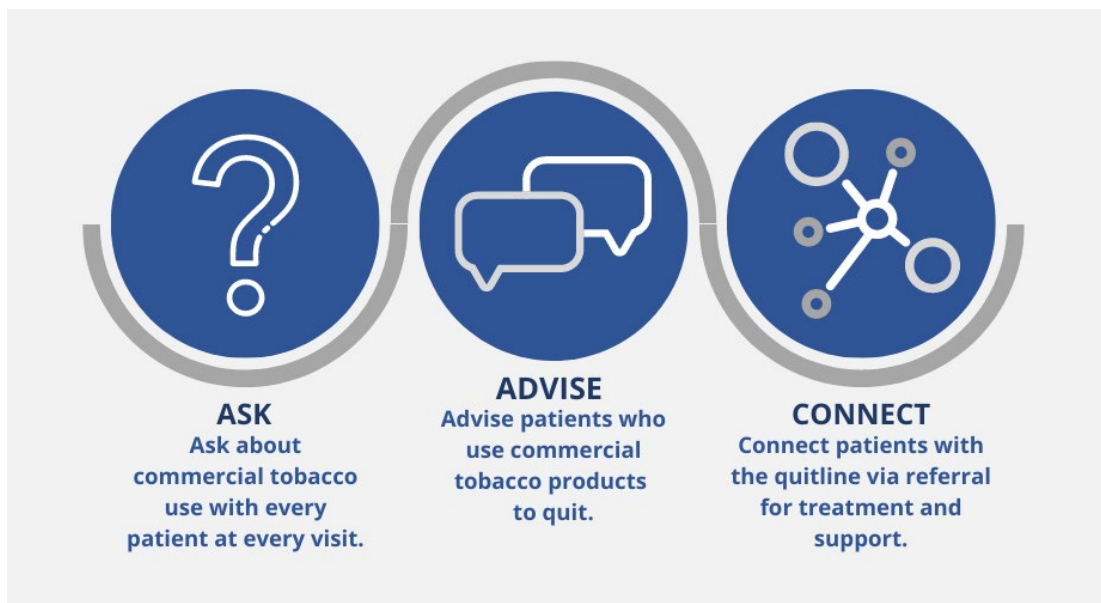 ASK
Ask about
commercial tobacco
use with every
patient at every visit.
ADVISE
Advise patients who
use commercial
tobacco products
to quit.
CONNECT
Connect patients with
the quitline via referral
for treatment and
support.